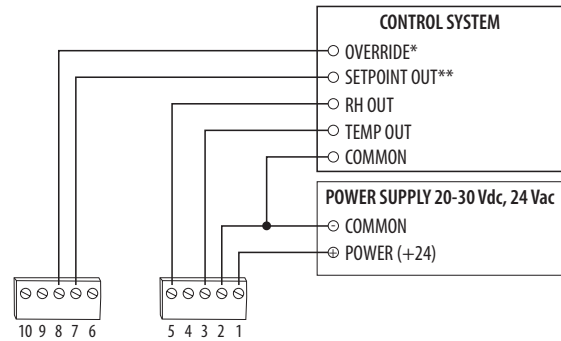 CONTROL SYSTEM
OVERRIDE*
SETPOINT OUT**
RH OUT
TEMP OUT
COMMON
POWER SUPPLY 20-30 Vdc, 24 Vac
COMMON
POWER (+24)
10 9 8 7 6
5 4 3 2 1